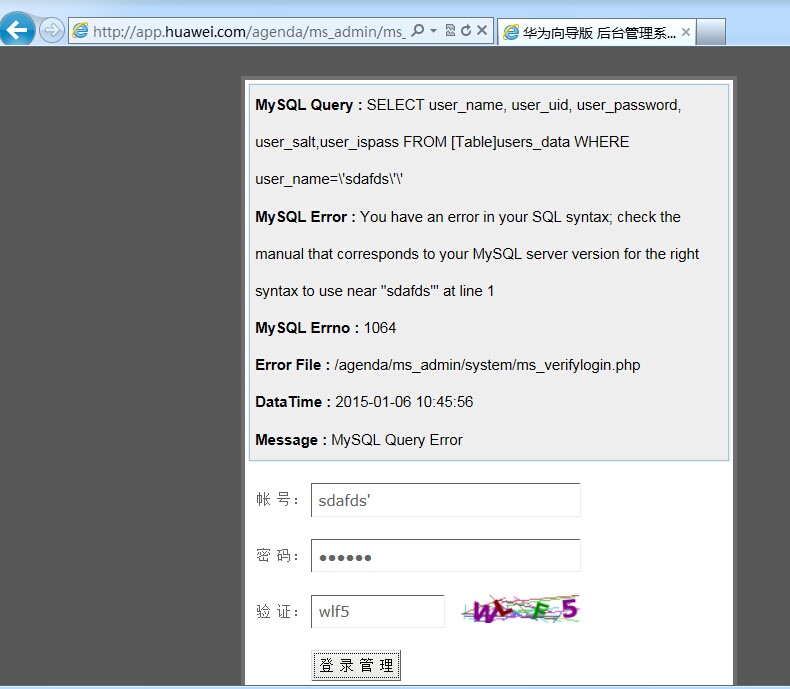 http://app.huawei.com/agenda/ms_admin/ms_
华为向导版 后台管理系...
MySQL Query : SELECT user_name, user_uid, user_password,
user_salt,user_ispass FROM [Table]users_data WHERE
user_name=\'sdafds\'\'
MySQL Error : You have an error in your SQL syntax; check the
manual that corresponds to your MySQL server version for the right
syntax to use near ''sdafds''' at line 1
MySQL Errno : 1064
Error File : /agenda/ms_admin/system/ms_verifylogin.php
DataTime : 2015-01-06 10:45:56
Message : MySQL Query Error
帐 号： sdafds'
密 码： ●●●●●●
验 证： wlf5 WLF5
登 录 管 理